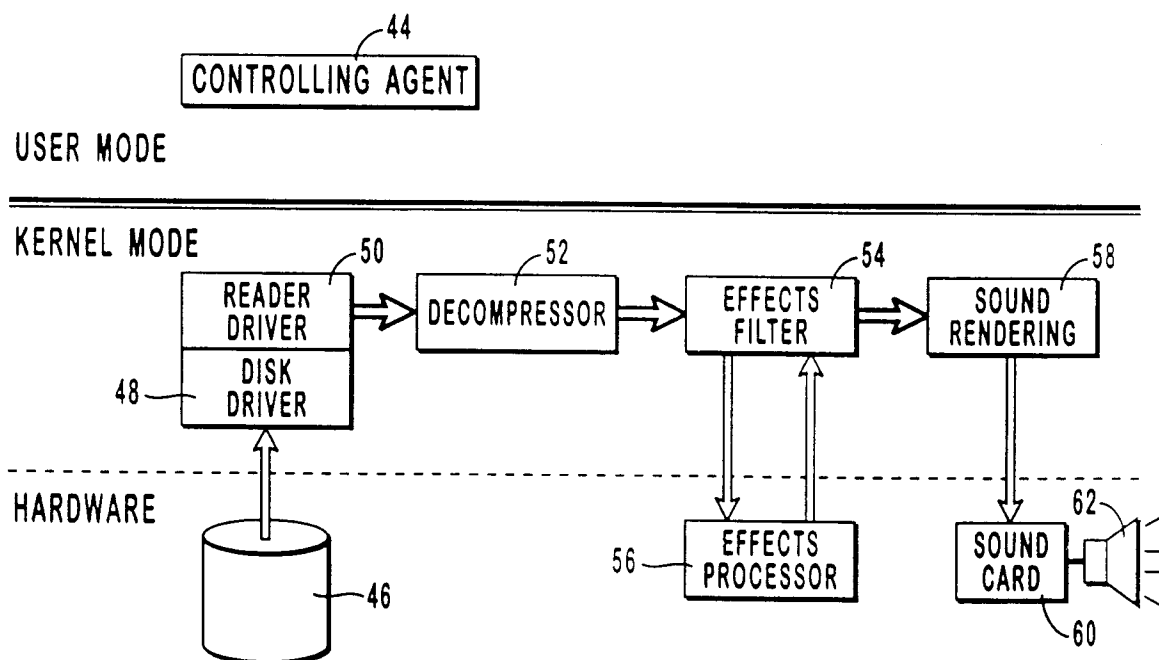 44
CONTROLLING AGENT
USER MODE
KERNEL MODE
50
52
54
58
READER
DRIVER
DECOMPRESSOR
EFFECTS
FILTER
SOUND
RENDERING
48
DISK
DRIVER
HARDWARE
62
56
EFFECTS
PROCESSOR
SOUND
CARD
46
60